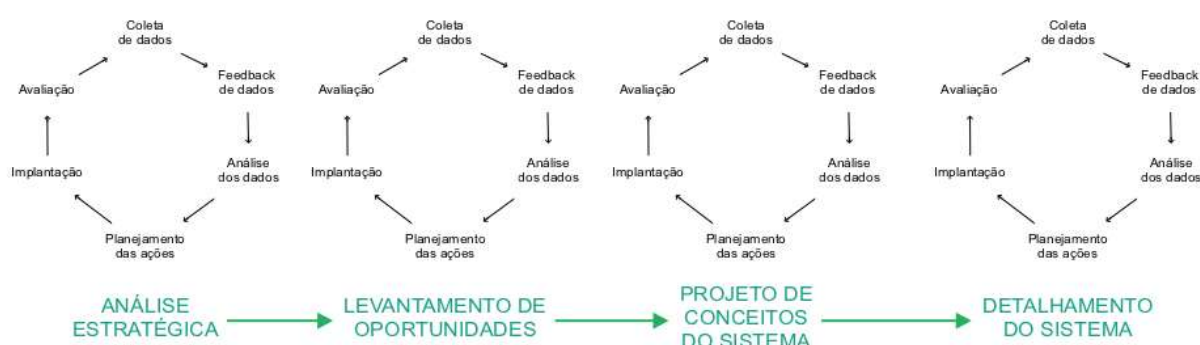 Coleta
de dados
Feedback
de dados
Análise
dos dados
Planejamento
das ações
Implantação
Avaliação
Coleta
de dados
Feedback
de dados
Análise
dos dados
Planejamento
das ações
Implantação
Avaliação
Coleta
de dados
Feedback
de dados
Análise
dos dados
Planejamento
das ações
Implantação
Avaliação
Coleta
de dados
Feedback
de dados
Análise
dos dados
Planejamento
das ações
Implantação
Avaliação
ANÁLISE
ESTRATÉGICA
LEVANTAMENTO DE
OPORTUNIDADES
PROJETO DE
CONCEITOS
DO SISTEMA
DETALHAMENTO
DO SISTEMA